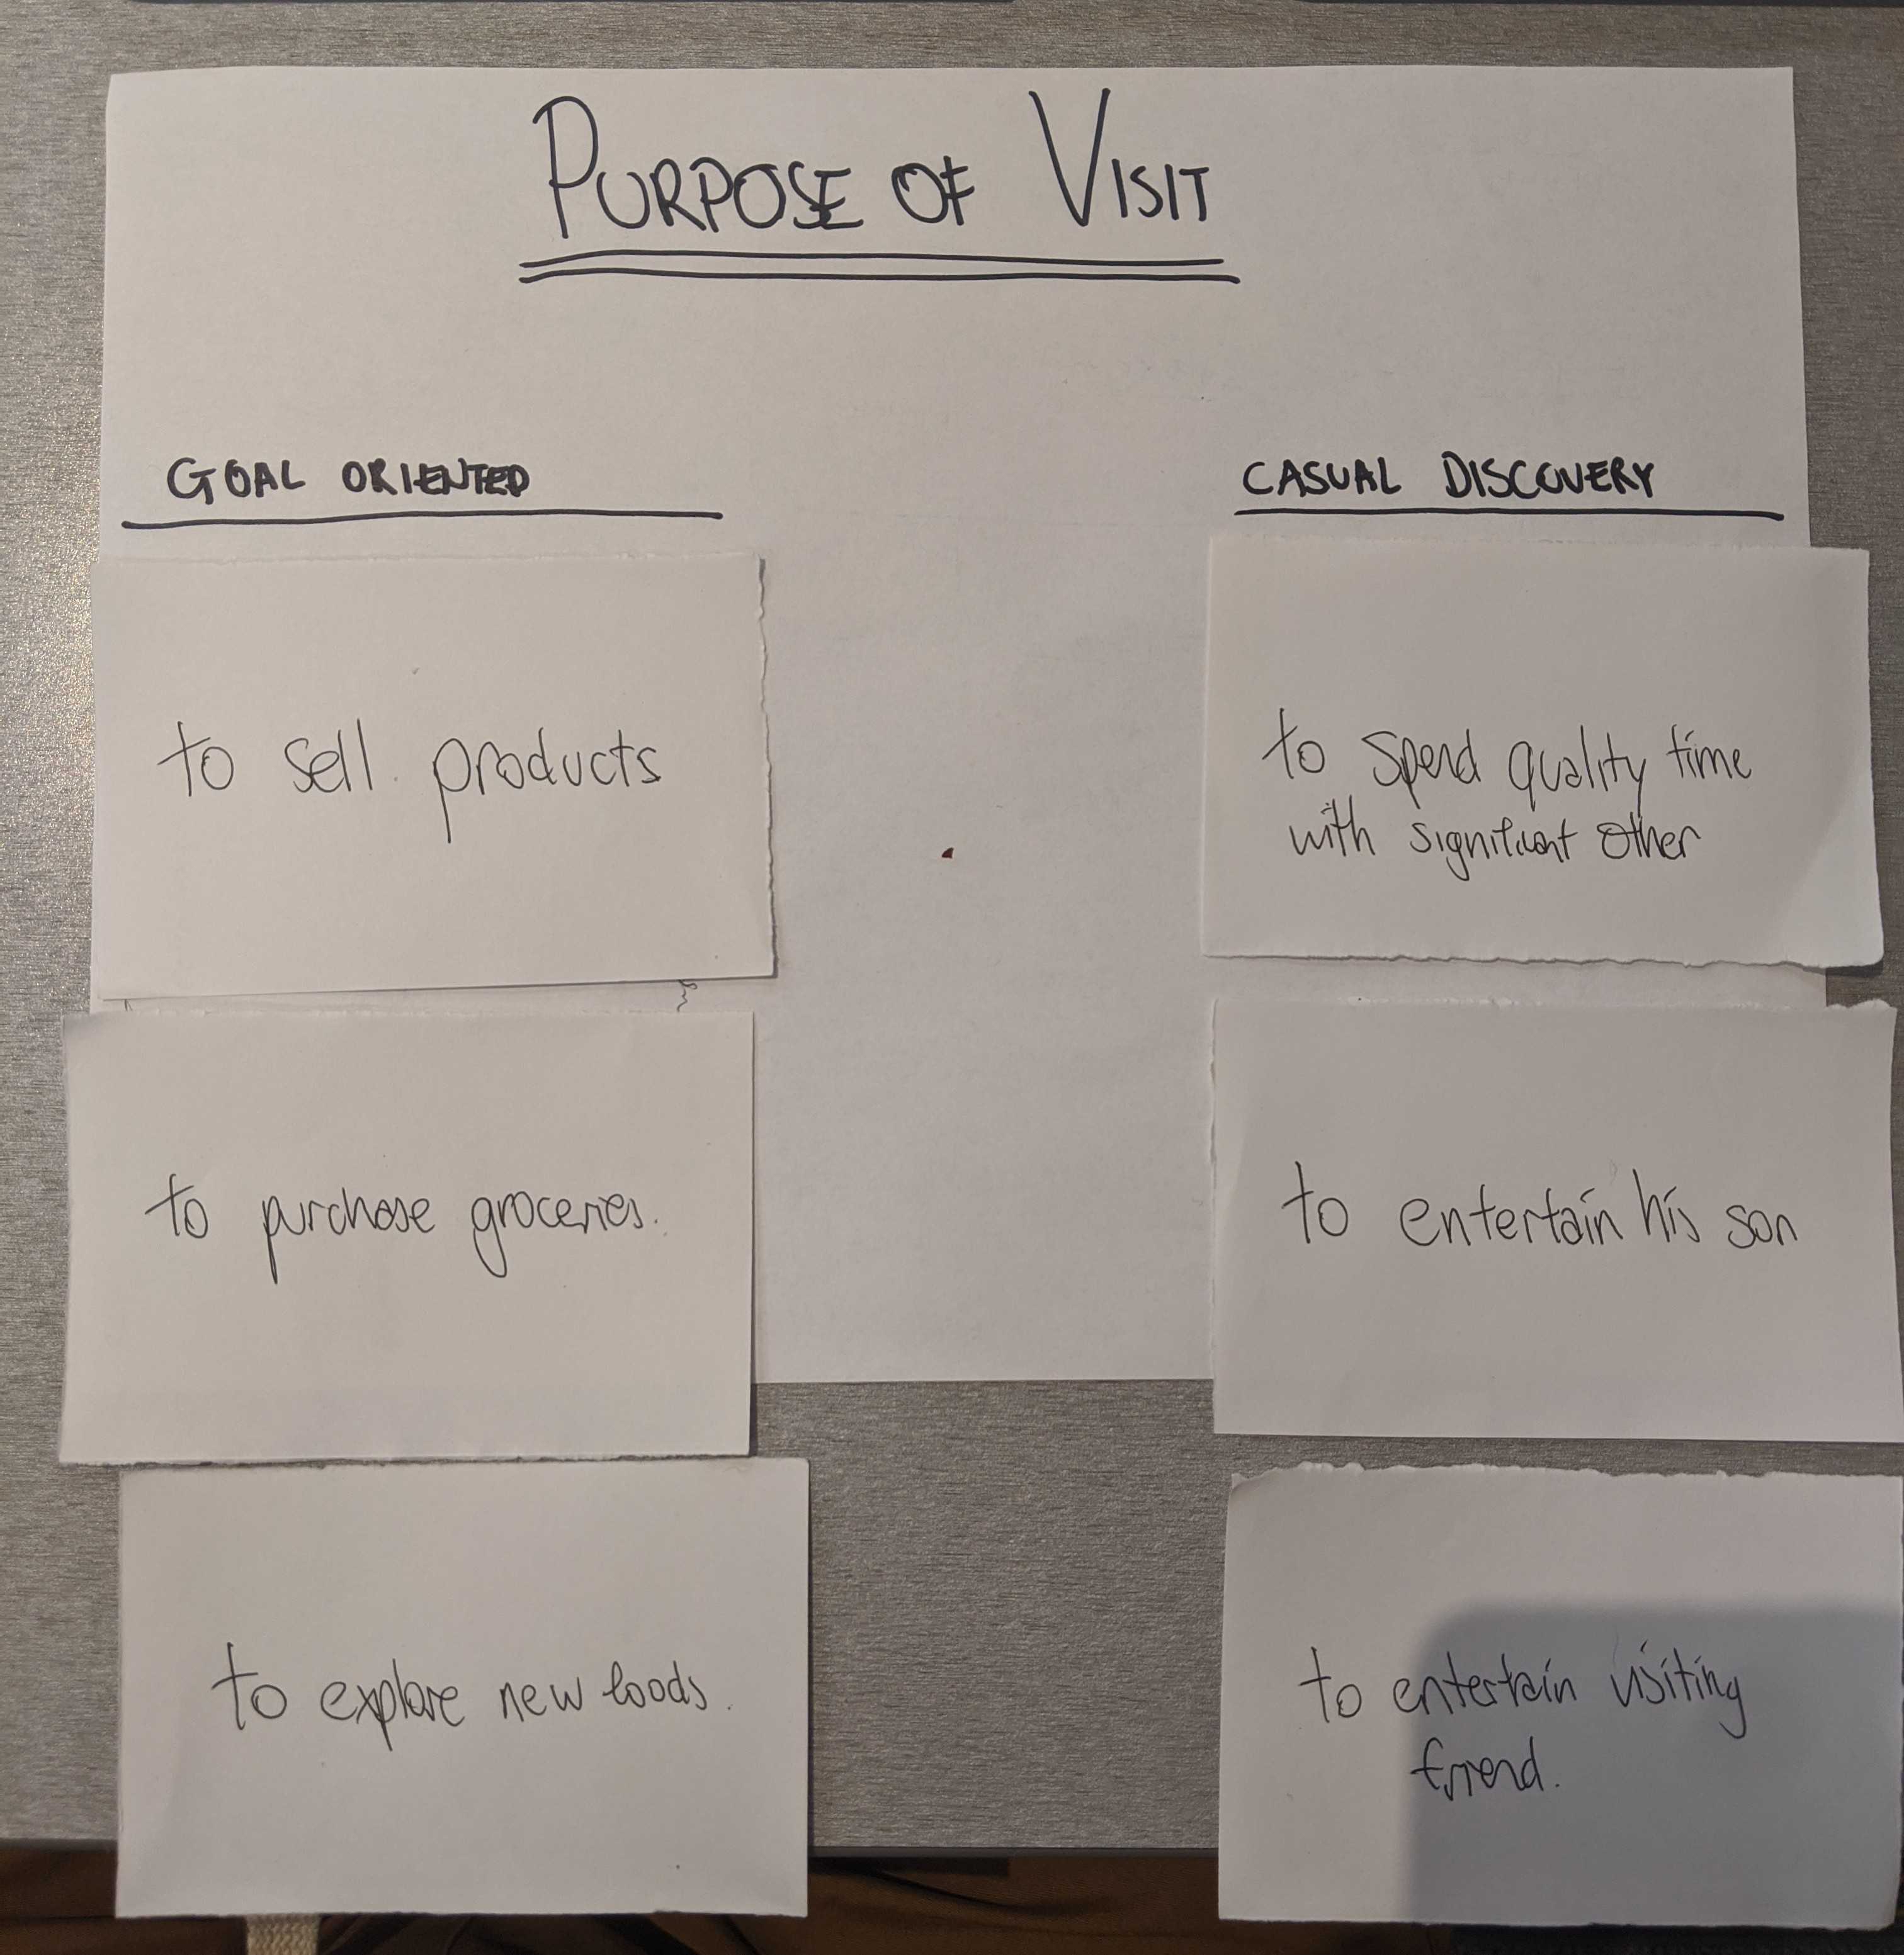 PURPOSE OF VISIT
GOAL ORIENTED
to sell products
to purchase groceries.
to explore new foods.
CASUAL DISCOVERY
to spend quality time
with significant other
to entertain his son
to entertain visiting
friend.